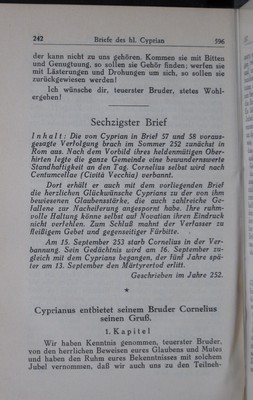 242 Briefe des hl. Cyprian 596
der kann nicht zu uns gehören. Kommen sie mit Bitten
und Genugtuung, so sollen sie Gehör finden; werfen sie
mit Lästerungen und Drohungen um sich, so sollen sie
zurückgewiesen werden!
Ich wünsche dir, teuerster Bruder, stetes Wohl-
ergehen!
Sechzigster Brief
Inhalt: Die von Cyprian in Brief 57 und 58 voraus-
gesagte Verfolgung brach im Sommer 252 zunächst in
Rom aus. Nach dem Vorbild ihres heldenmütigen Ober-
hirten legte die ganze Gemeinde eine bewundernswerte
Standhaftigkeit an den Tag. Cornelius selbst wird nach
Centumcellae (Cività Vecchia) verbannt.
Dort erhält er auch mit dem vorliegenden Brief
die herzlichen Glückwünsche Cyprians zu der von ihm
bewiesenen Glaubensstärke, die auch zahlreiche Ge-
fallene zur Nacheiferung angespornt habe. Ihre ruhm-
volle Haltung könne selbst auf Novatian ihren Eindruck
nicht verfehlen. Zum Schluß mahnt der Verfasser zu
fleißigem Gebet und gegenseitiger Fürbitte.
Am 15. September 253 starb Cornelius in der Ver-
bannung. Sein Gedächtnis wird am 16. September zu-
gleich mit dem Cyprians begangen, der fünf Jahre spä-
ter am 13. September den Märtyrertod erlitt.
Geschrieben im Jahre 252.
*
Cyprianus entbietet seinem Bruder Cornelius
seinen Gruß.
1. Kapitel
Wir haben Kenntnis genommen, teuerster Bruder,
von den herrlichen Beweisen eures Glaubens und Mutes
und haben den Ruhm eures Bekenntnisses mit solchem
Jubel vernommen, daß wir auch uns zu den Teilneh-